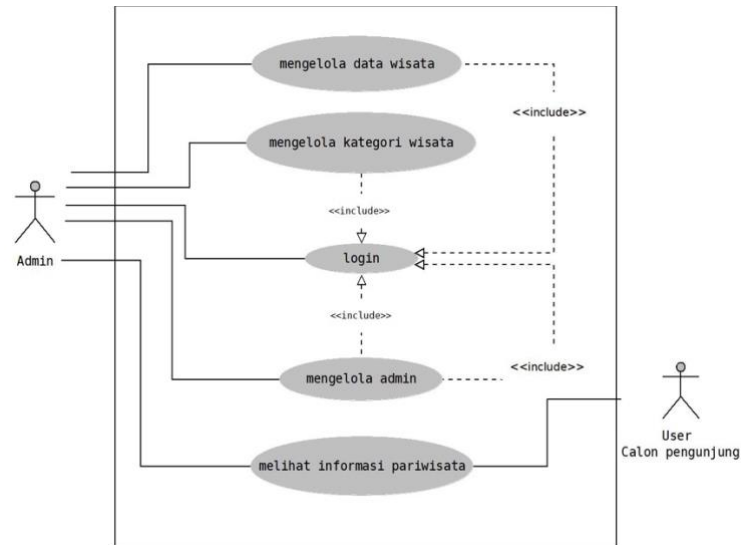 mengelola data wisata
<<include>>
mengelola kategori wisata
<<include>>
login
Admin
<<include>>
<<include>>
mengelola admin
User
Calon pengunjung
melihat informasi pariwisata